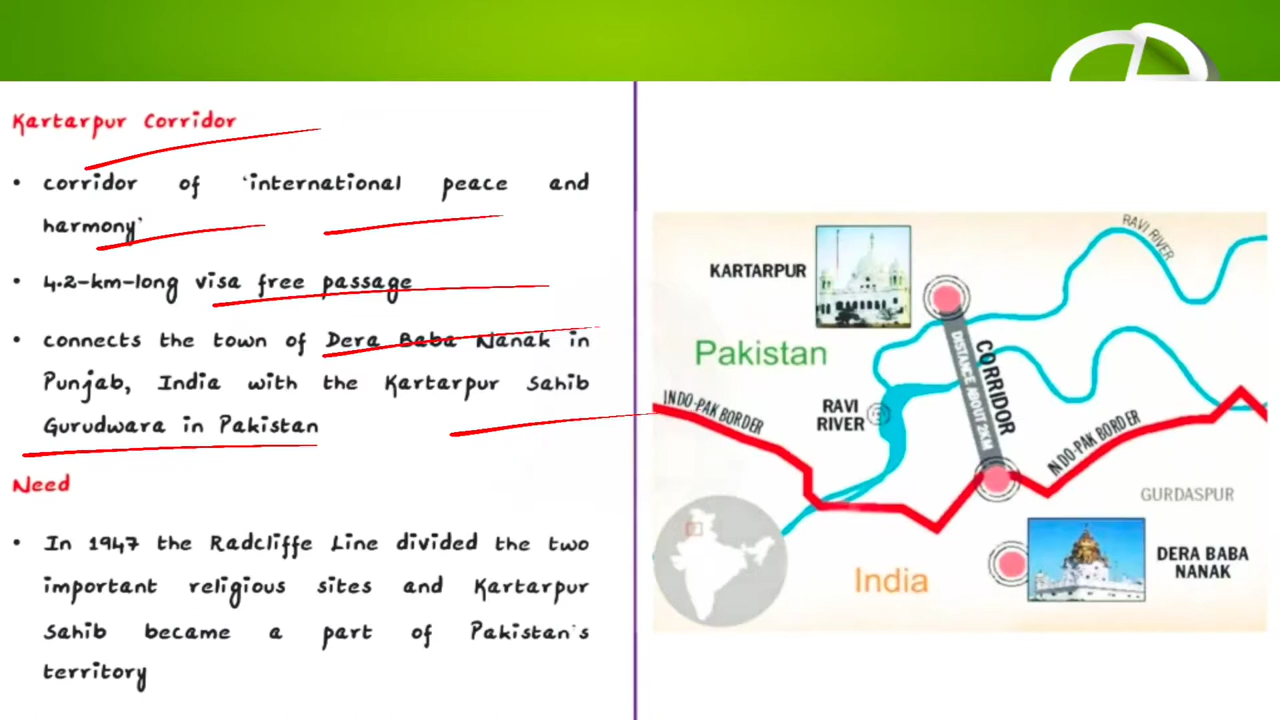 Kartarpur Corridor
• corridor of 'international peace and
harmony'
• 4.2-km-long visa free passage
• connects the town of Dera Baba Nanak in
Punjab, India with the Kartarpur Sahib
Gurudwara in Pakistan
Need
• In 1947 the Radcliffe Line divided the two
important religious sites and Kartarpur
Sahib became a part of Pakistan's
territory
RAVI RIVER
KARTARPUR
Pakistan
CORRIDOR
DISTANCE ABOUT 2KM
INDO-PAK BORDER
RAVI
RIVER
INDO-PAK BORDER
GURDASPUR
DERA BABA
NANAK
India